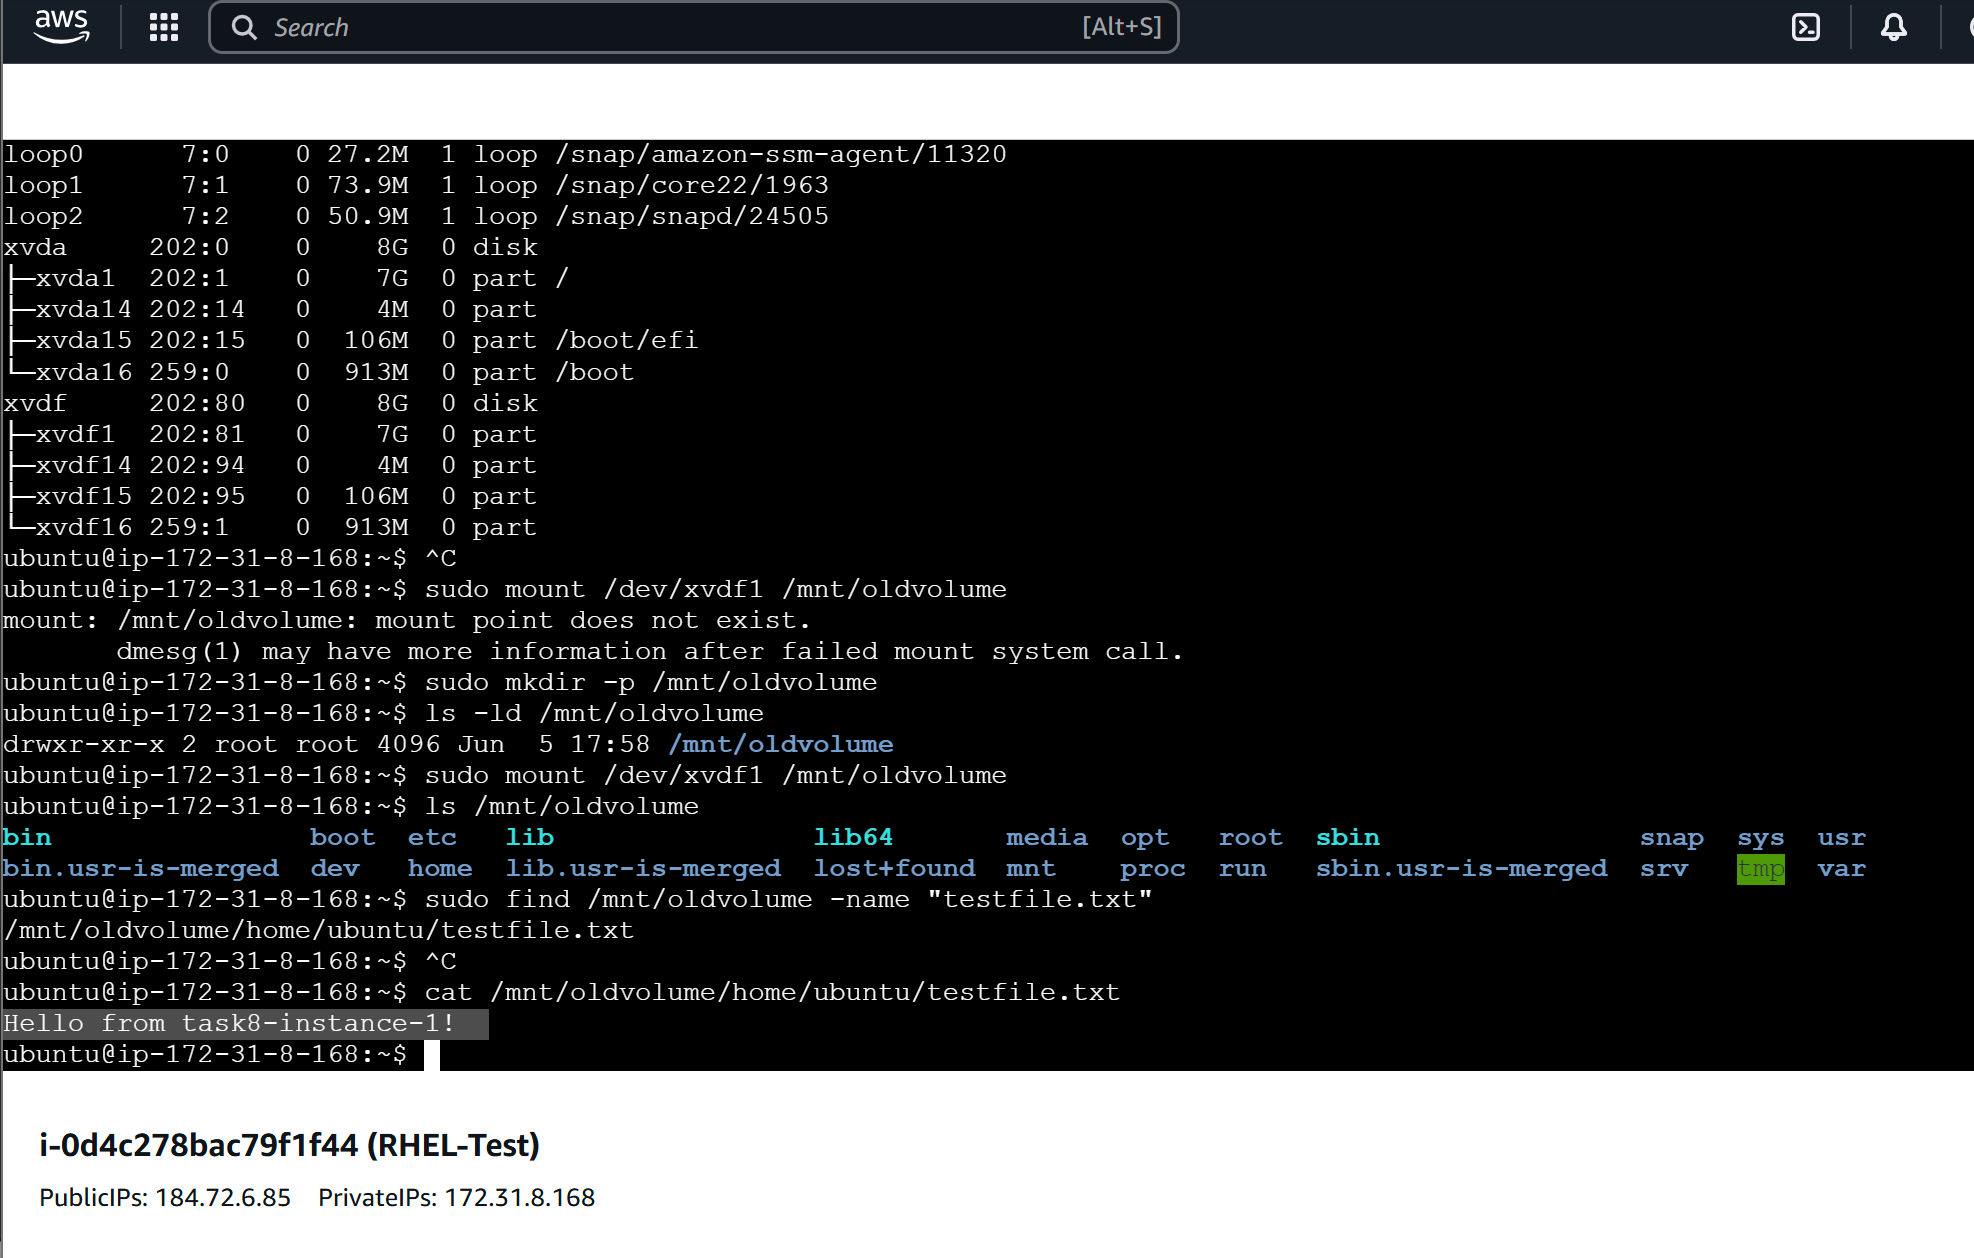 aws Search [Alt+S]
loop0 7:0 0 27.2M 1 loop /snap/amazon-ssm-agent/11320
loop1 7:1 0 73.9M 1 loop /snap/core22/1963
loop2 7:2 0 50.9M 1 loop /snap/snapd/24505
xvda 202:0 0 8G 0 disk
├─xvda1 202:1 0 7G 0 part /
├─xvda14 202:14 0 4M 0 part
├─xvda15 202:15 0 106M 0 part /boot/efi
└─xvda16 259:0 0 913M 0 part /boot
xvdf 202:80 0 8G 0 disk
├─xvdf1 202:81 0 7G 0 part
├─xvdf14 202:94 0 4M 0 part
├─xvdf15 202:95 0 106M 0 part
└─xvdf16 259:1 0 913M 0 part
ubuntu@ip-172-31-8-168:~$ ^C
ubuntu@ip-172-31-8-168:~$ sudo mount /dev/xvdf1 /mnt/oldvolume
mount: /mnt/oldvolume: mount point does not exist.
dmesg(1) may have more information after failed mount system call.
ubuntu@ip-172-31-8-168:~$ sudo mkdir -p /mnt/oldvolume
ubuntu@ip-172-31-8-168:~$ ls -ld /mnt/oldvolume
drwxr-xr-x 2 root root 4096 Jun 5 17:58 /mnt/oldvolume
ubuntu@ip-172-31-8-168:~$ sudo mount /dev/xvdf1 /mnt/oldvolume
ubuntu@ip-172-31-8-168:~$ ls /mnt/oldvolume
bin boot etc lib lib64 media opt root sbin snap sys usr
bin.usr-is-merged dev home lib.usr-is-merged lost+found mnt proc run sbin.usr-is-merged srv tmp var
ubuntu@ip-172-31-8-168:~$ sudo find /mnt/oldvolume -name "testfile.txt"
/mnt/oldvolume/home/ubuntu/testfile.txt
ubuntu@ip-172-31-8-168:~$ ^C
ubuntu@ip-172-31-8-168:~$ cat /mnt/oldvolume/home/ubuntu/testfile.txt
Hello from task8-instance-1!
ubuntu@ip-172-31-8-168:~$
i-0d4c278bac79f1f44 (RHEL-Test)
PublicIPs: 184.72.6.85 PrivateIPs: 172.31.8.168